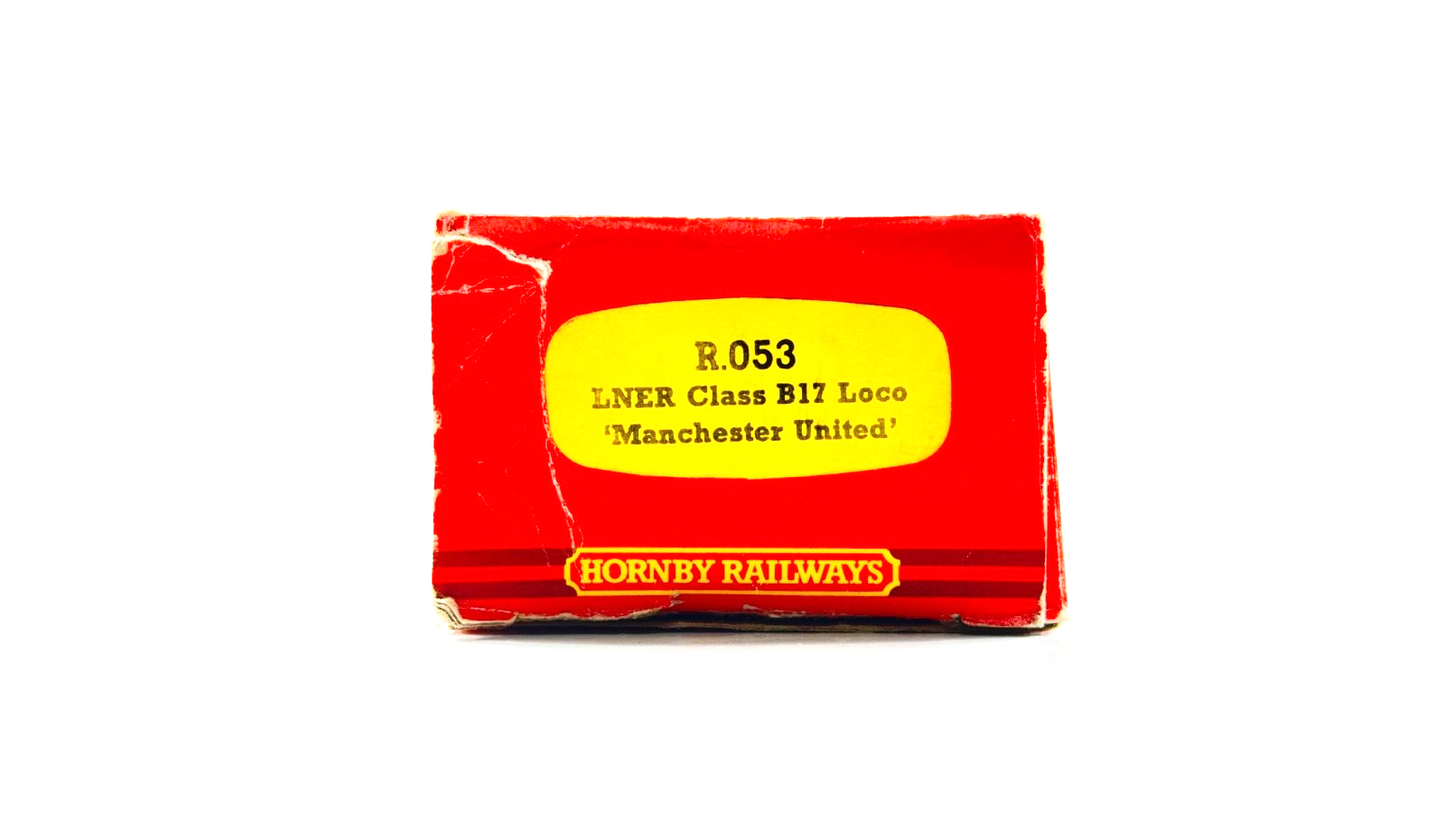 R.053
LNER Class B17 Loco
‘Manchester United’
HORNBY RAILWAYS